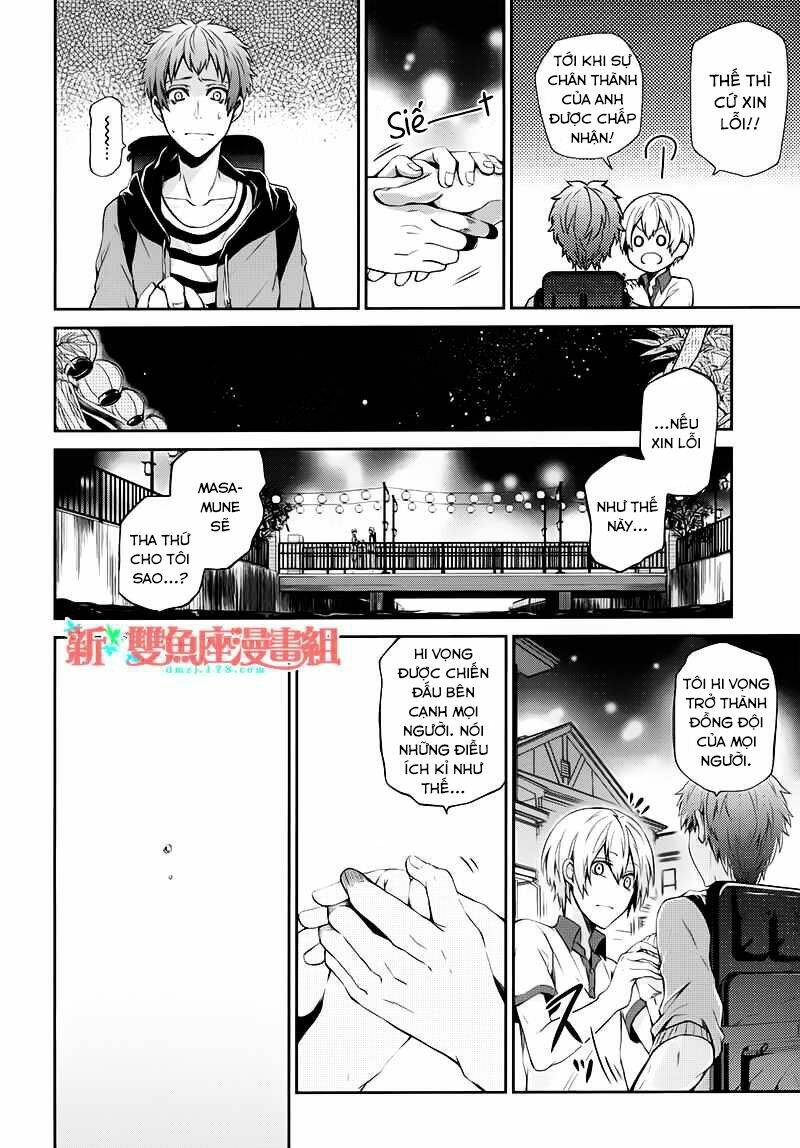 THẾ THÌ
CỨ XIN
LỖI!!
TỚI KHI SỰ
CHÂN THÀNH
CỦA ANH
ĐƯỢC CHẤP
NHẬN!
Siế—t
...NẾU
XIN LỖI
NHƯ THẾ
NÀY...
MASA-
MUNE SẼ
THA THỨ
CHO TÔI
SAO...?
TÔI HI VỌNG
TRỞ THÀNH
ĐỒNG ĐỘI
CỦA MỌI
NGƯỜI.
HI VỌNG
ĐƯỢC CHIẾN
ĐẤU BÊN
CẠNH MỌI
NGƯỜI. NÓI
NHỮNG ĐIỀU
ÍCH KỈ NHƯ
THẾ...
新 雙魚座漫畫組
dmzj.178.com